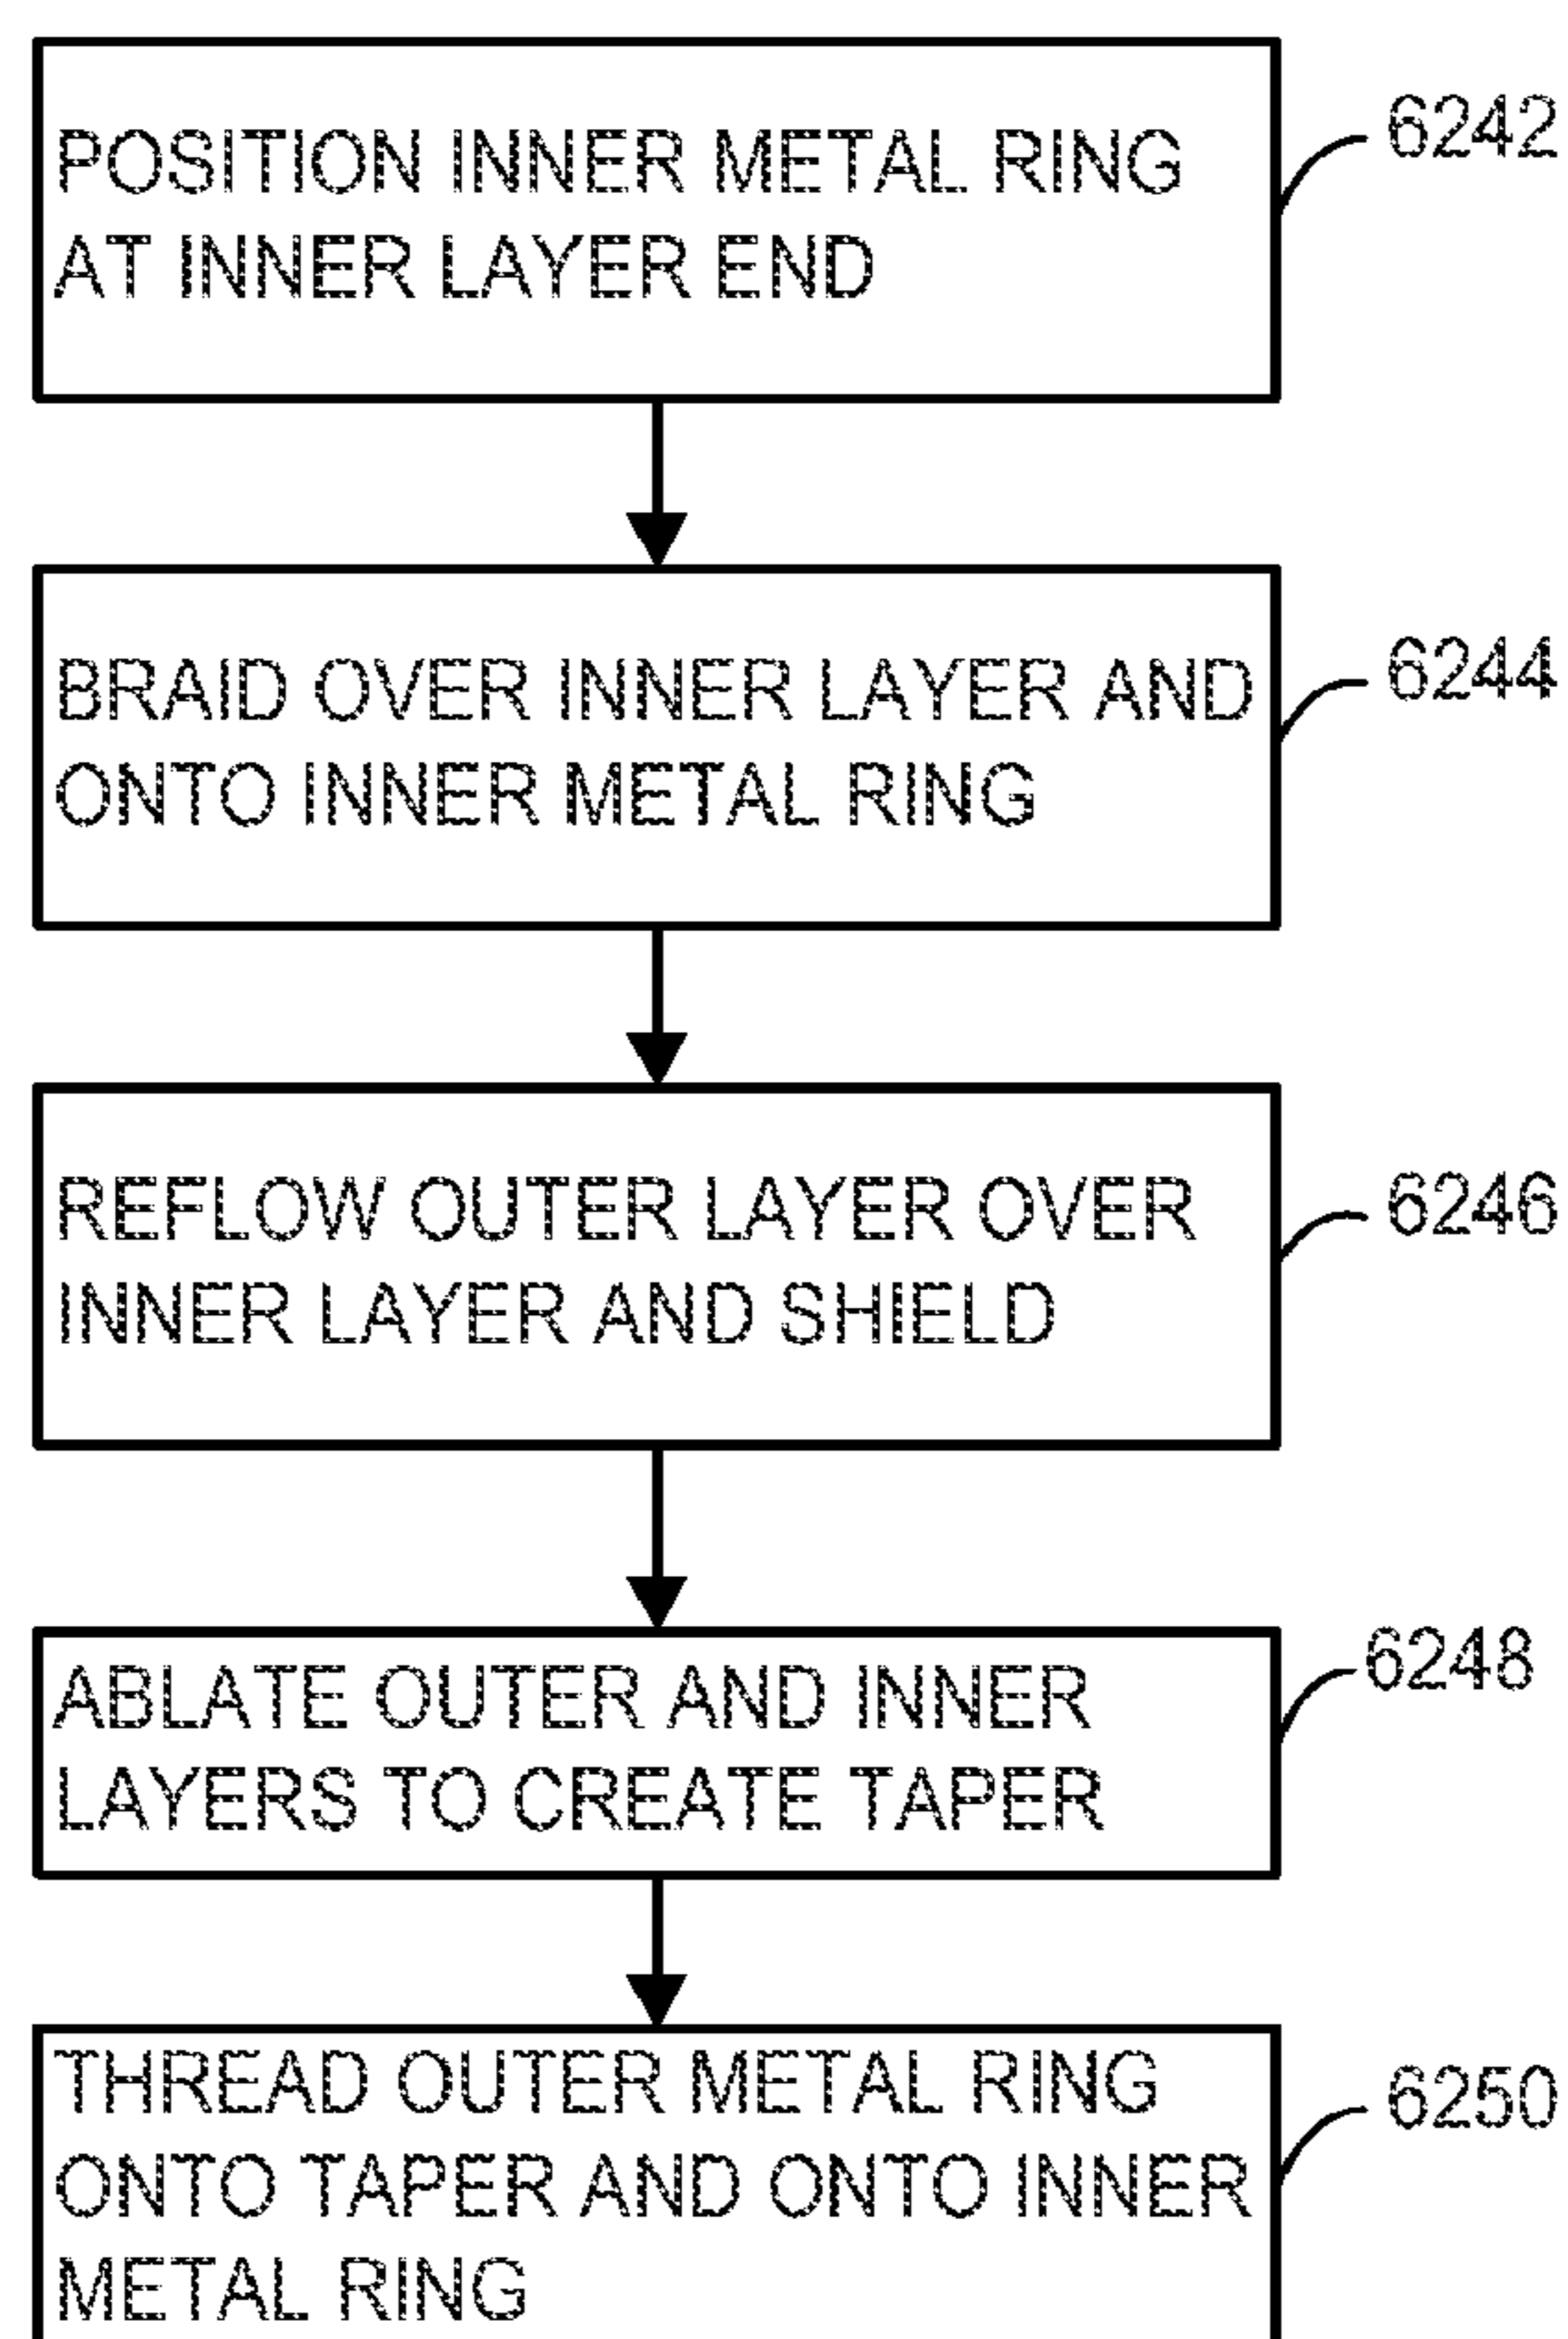 POSITION INNER METAL RING
AT INNER LAYER END
6242
BRAID OVER INNER LAYER AND
ONTO INNER METAL RING
6244
REFLOW OUTER LAYER OVER
INNER LAYER AND SHIELD
6246
ABLATE OUTER AND INNER
LAYERS TO CREATE TAPER
6248
THREAD OUTER METAL RING
ONTO TAPER AND ONTO INNER
METAL RING
6250